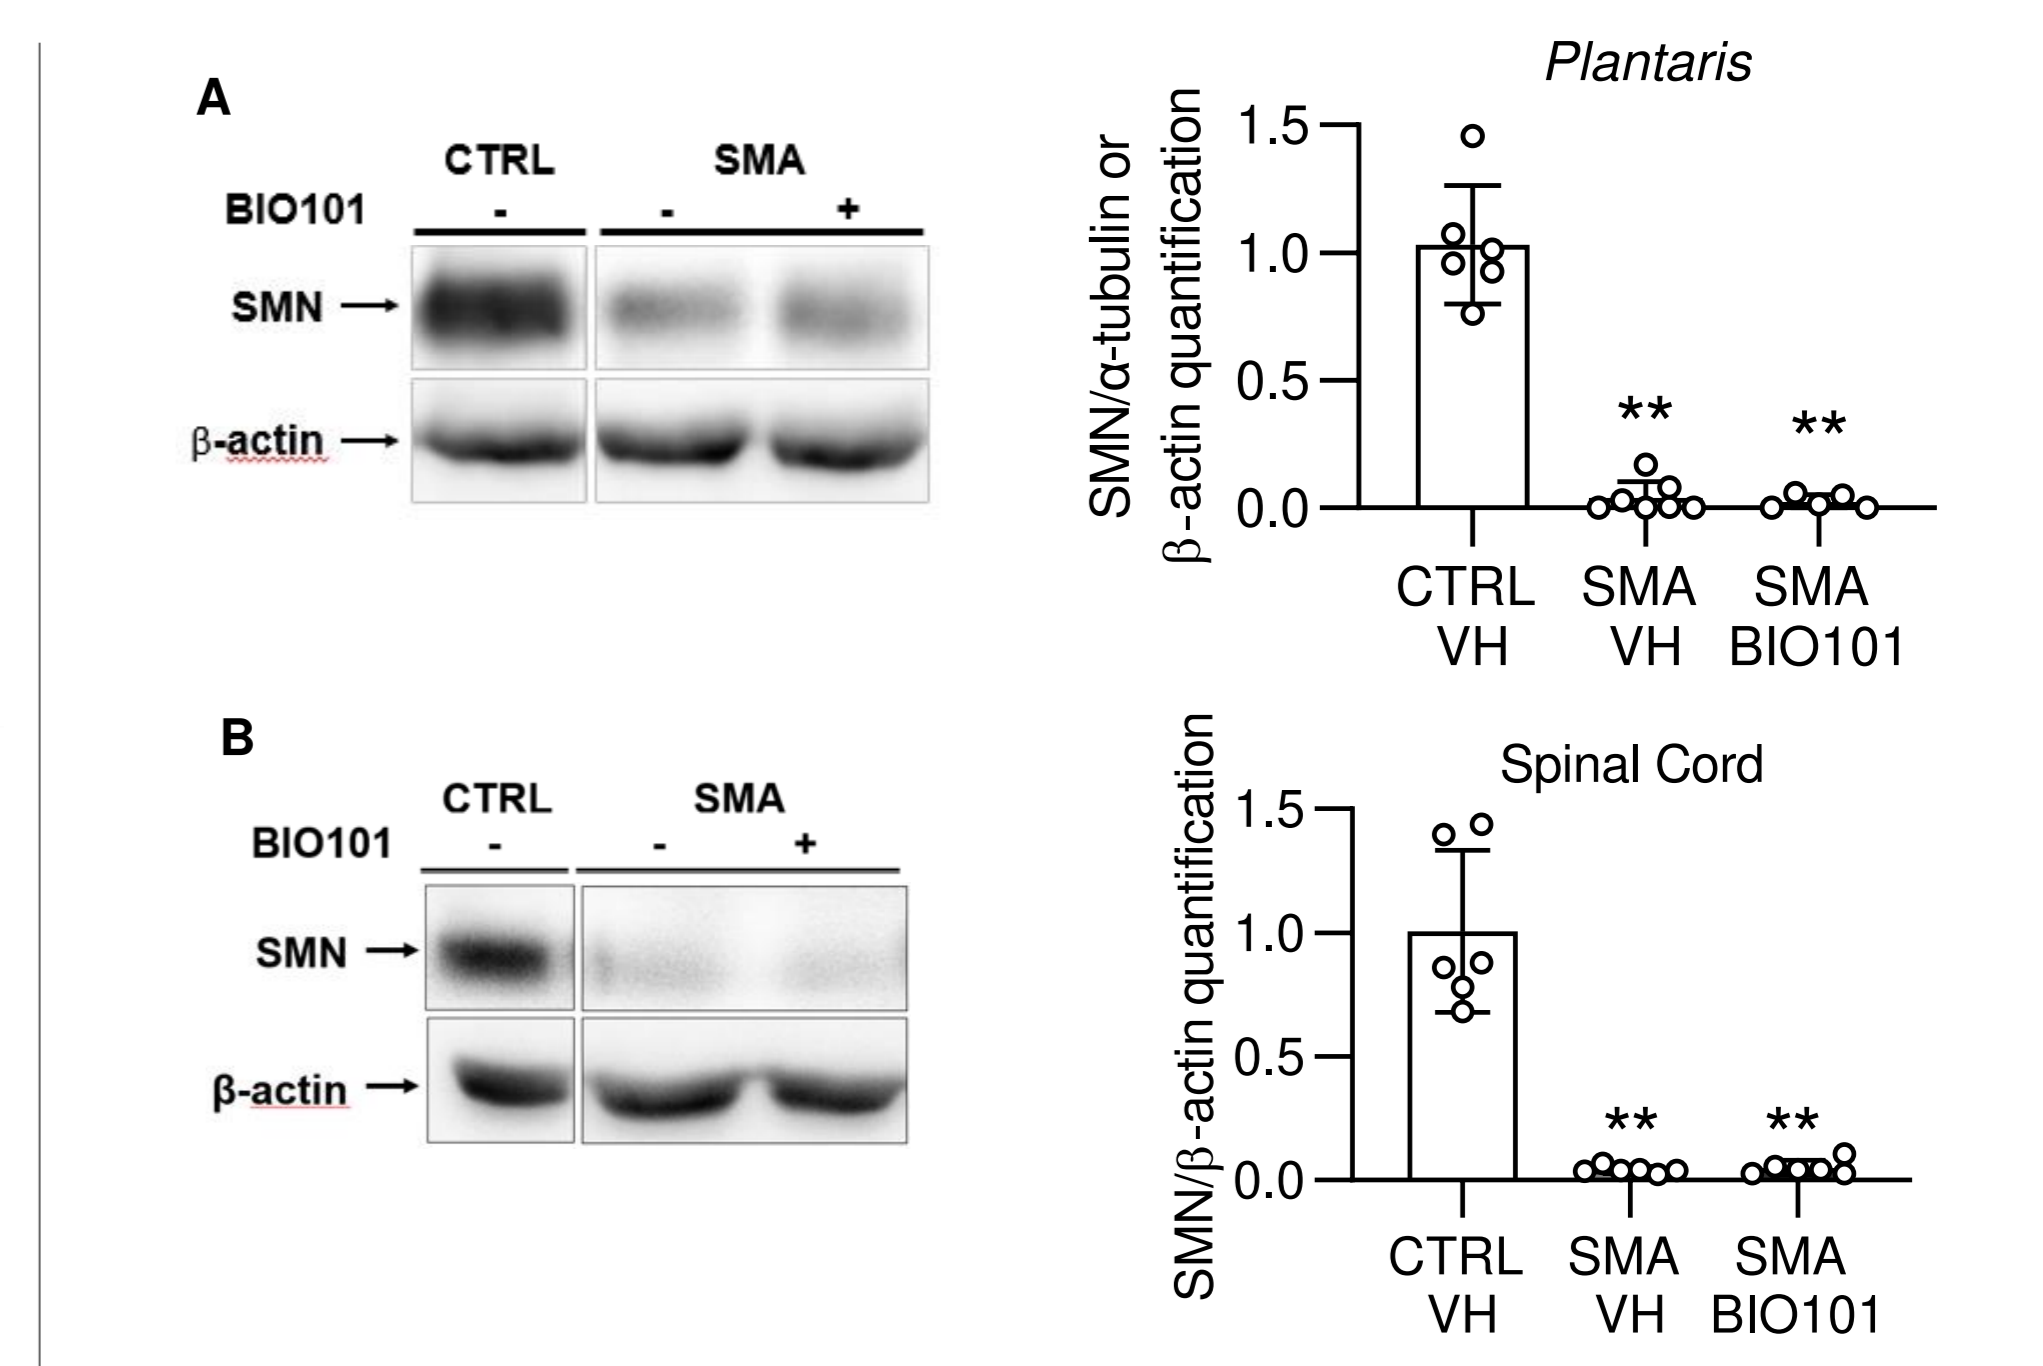 A
CTRL SMA
BIO101 - - +
SMN
β-actin
Plantaris
SMN/α-tubulin or
β-actin quantification
1.5
1.0
0.5
0.0
** **
CTRL SMA SMA
VH VH BIO101
B
CTRL SMA
BIO101 - - +
SMN
β-actin
Spinal Cord
SMN/β-actin quantification
1.5
1.0
0.5
0.0
** **
CTRL SMA SMA
VH VH BIO101